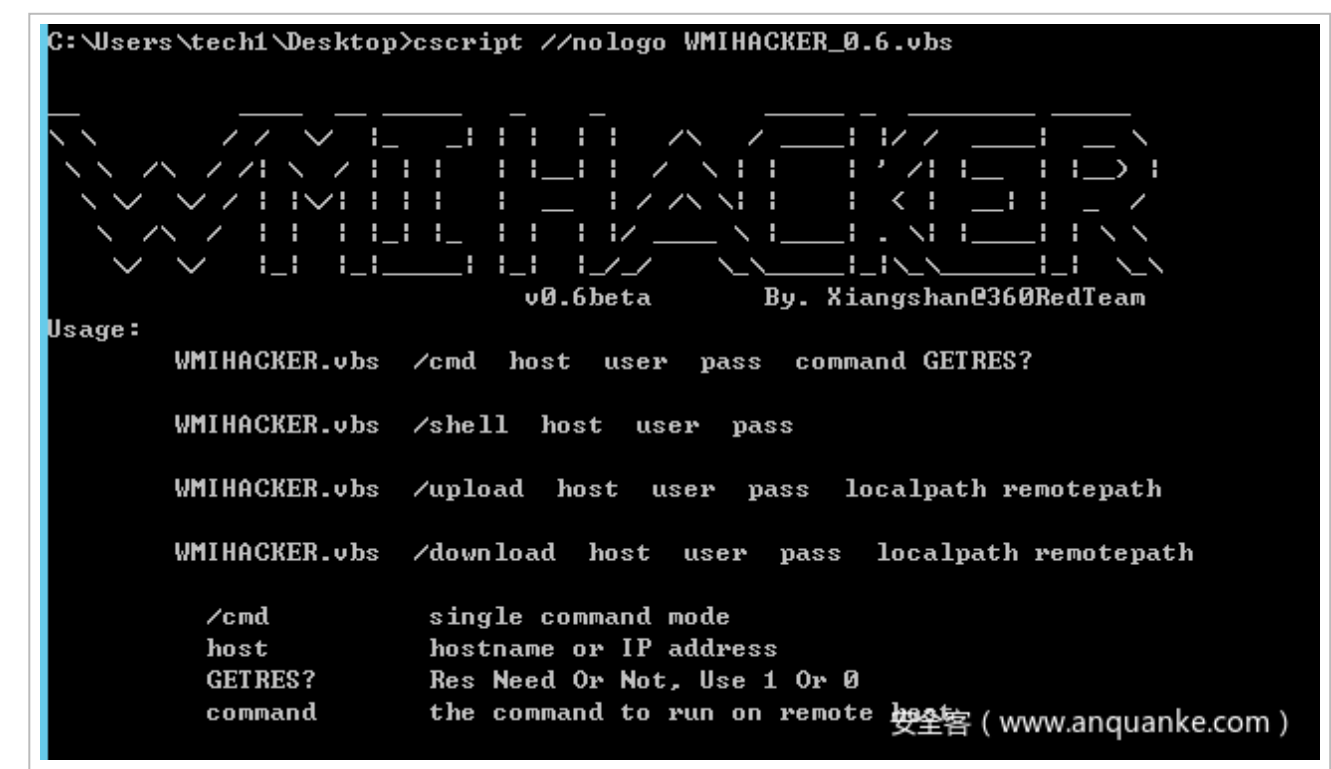 C:\Users\tech1\Desktop>cscript //nologo WMIHACKER_0.6.vbs
WMIHACKER
v0.6beta By. Xiangshan@360RedTeam
Usage:
WMIHACKER.vbs /cmd host user pass command GETRES?
WMIHACKER.vbs /shell host user pass
WMIHACKER.vbs /upload host user pass localpath remotepath
WMIHACKER.vbs /download host user pass localpath remotepath
/cmd single command mode
host hostname or IP address
GETRES? Res Need Or Not, Use 1 Or 0
command the command to run on remote host
安全客 ( www.anquanke.com )